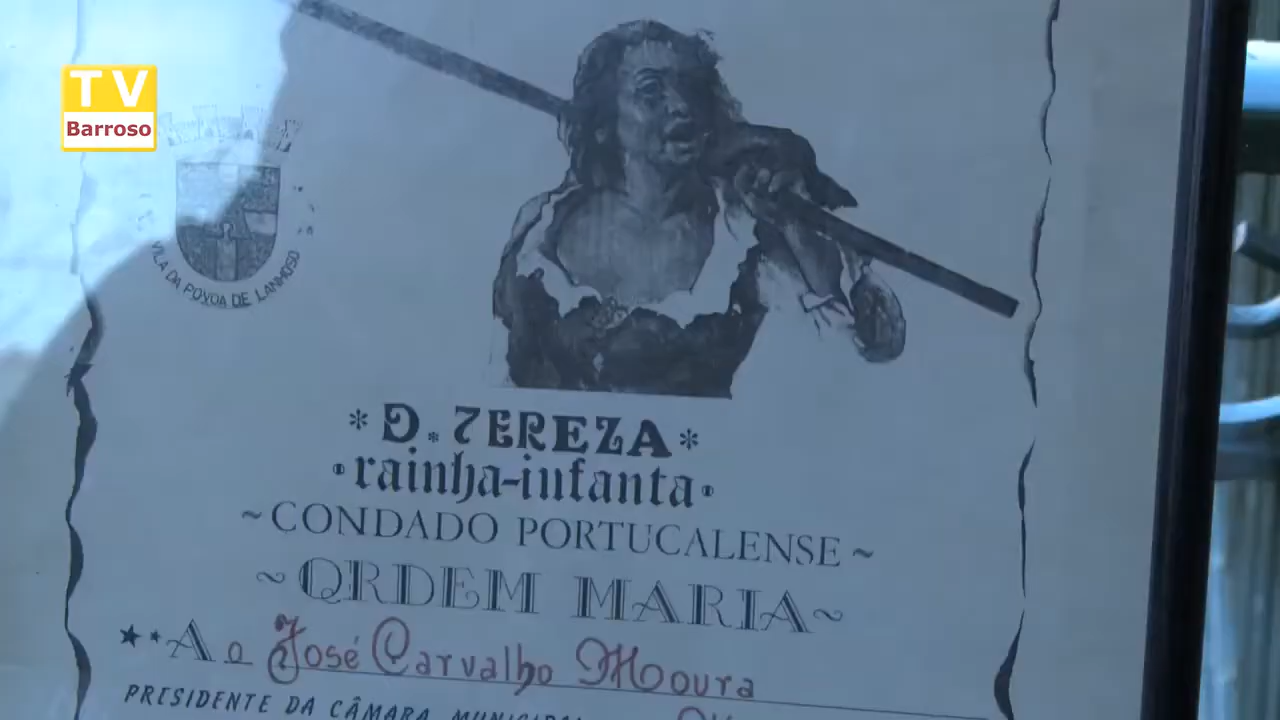 TV
Barroso
VILA DA POVOA DE LANHOSO
* D. TEREZA *
rainha-infanta
~ CONDADO PORTUCALENSE ~
~ ORDEM MARIA ~
A o José Carvalho Moura
PRESIDENTE DA CÂMARA MUNICIPAL